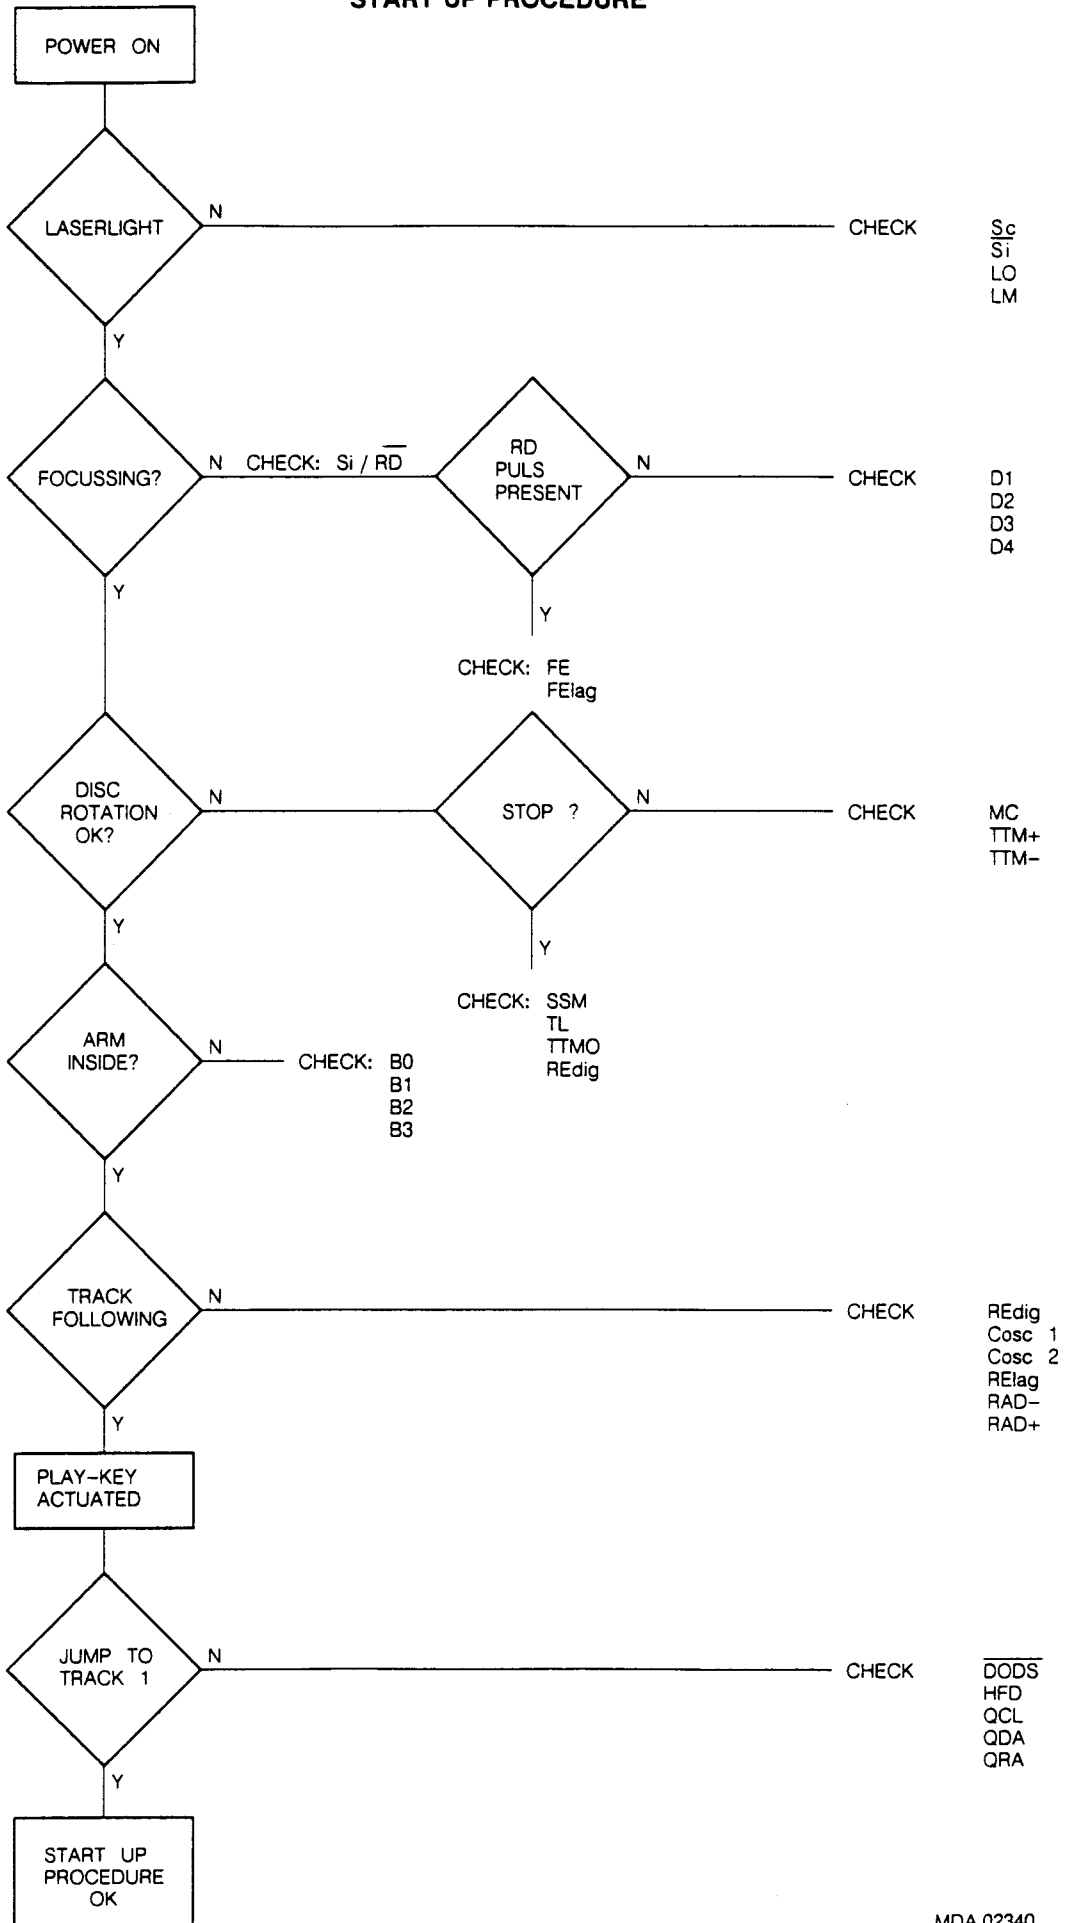 START UP PROCEDURE
POWER ON
LASERLIGHT
N
CHECK
Sc
S̅i̅
LO
LM
Y
FOCUSSING?
N CHECK: Si / R̅D̅
RD
PULS
PRESENT
N
CHECK
D1
D2
D3
D4
Y
Y
CHECK: FE
FElag
DISC
ROTATION
OK?
N
STOP ?
N
CHECK
MC
TTM+
TTM-
Y
Y
CHECK: SSM
TL
TTMO
REdig
ARM
INSIDE?
N
CHECK: B0
B1
B2
B3
Y
TRACK
FOLLOWING
N
CHECK
REdig
Cosc 1
Cosc 2
RElag
RAD-
RAD+
Y
PLAY-KEY
ACTUATED
JUMP TO
TRACK 1
N
CHECK
D̅O̅D̅S̅
HFD
QCL
QDA
QRA
Y
START UP
PROCEDURE
OK
MDA 02340